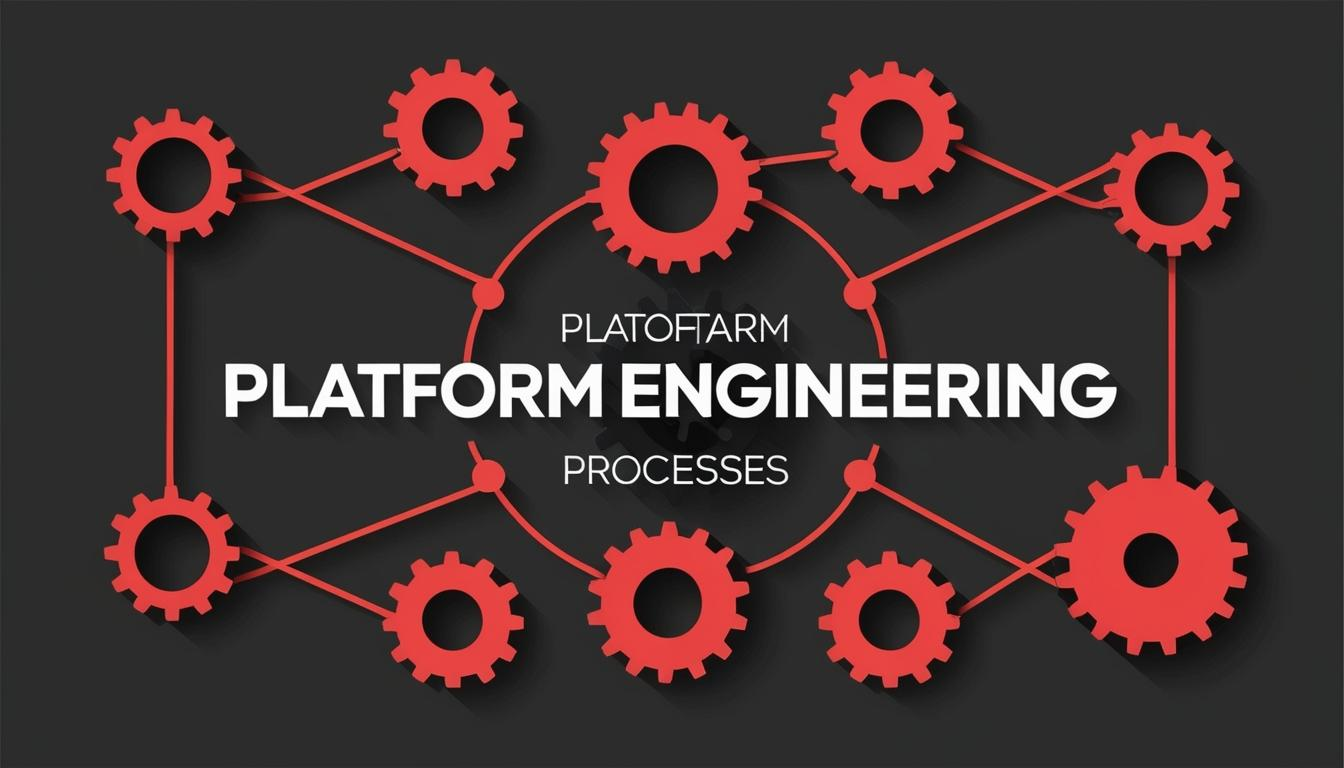 PLATOFTARM
PLATFORM ENGINEERING
PROCESSES